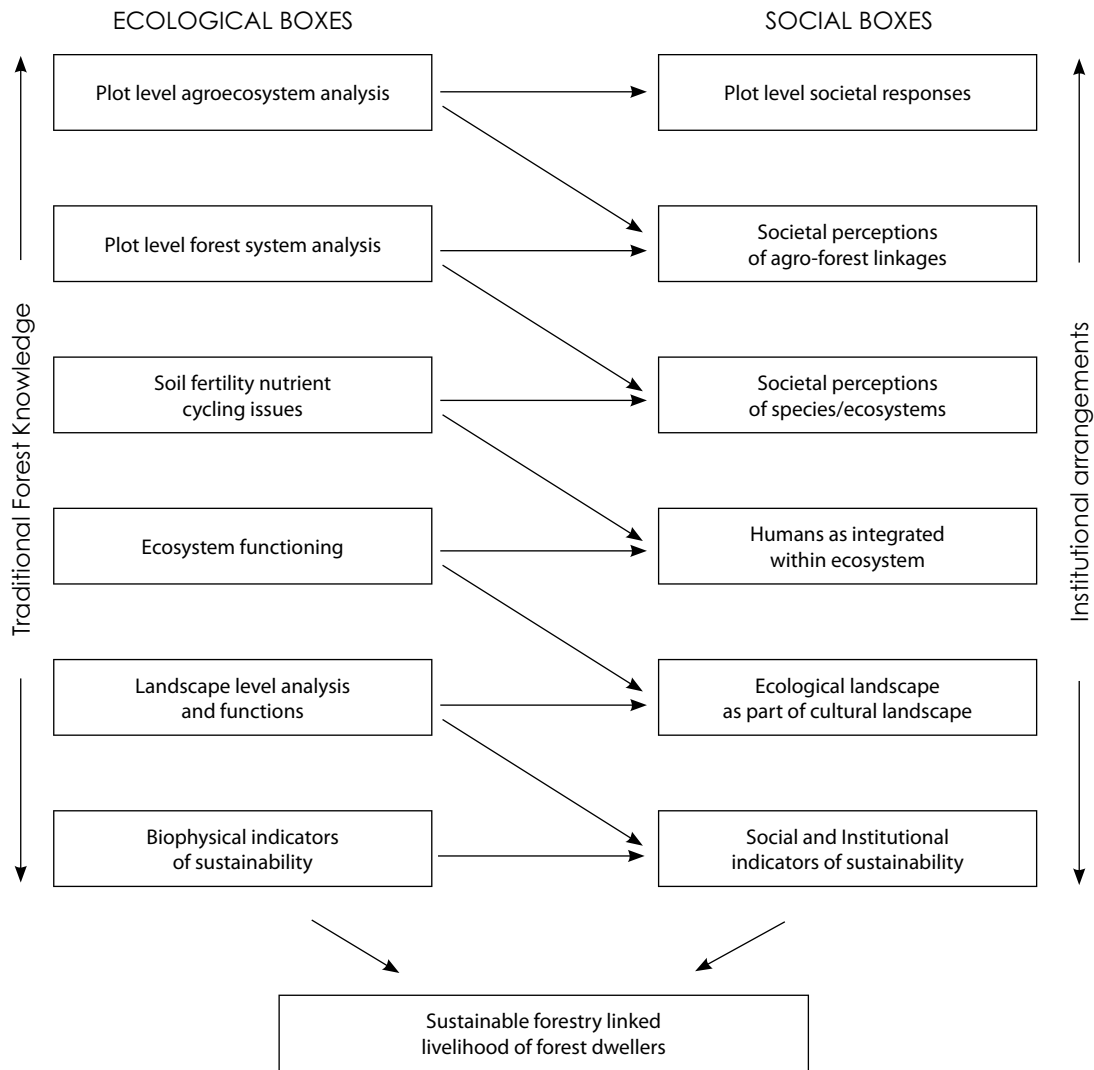 ECOLOGICAL BOXES
SOCIAL BOXES
Plot level agroecosystem analysis
Plot level societal responses
Plot level forest system analysis
Societal perceptions
of agro-forest linkages
Soil fertility nutrient
cycling issues
Societal perceptions
of species/ecosystems
Ecosystem functioning
Humans as integrated
within ecosystem
Landscape level analysis
and functions
Ecological landscape
as part of cultural landscape
Biophysical indicators
of sustainability
Social and Institutional
indicators of sustainability
Sustainable forestry linked
livelihood of forest dwellers
Traditional Forest Knowledge
Institutional arrangements